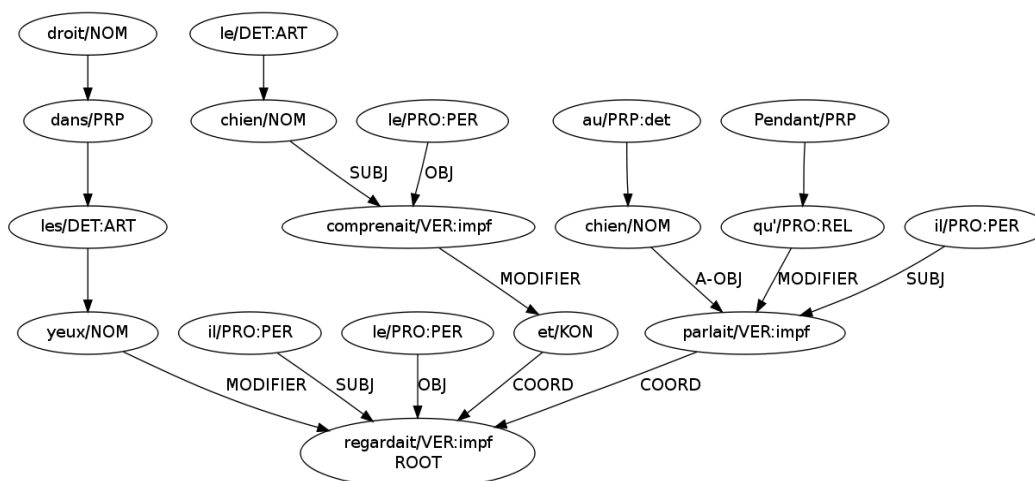 droit/NOM
le/DET:ART
dans/PRP
chien/NOM
le/PRO:PER
au/PRP:det
Pendant/PRP
SUBJ
OBJ
les/DET:ART
comprenait/VER:impf
chien/NOM
qu'/PRO:REL
il/PRO:PER
MODIFIER
A-OBJ
MODIFIER
SUBJ
yeux/NOM
il/PRO:PER
le/PRO:PER
et/KON
parlait/VER:impf
MODIFIER
SUBJ
OBJ
COORD
COORD
regardait/VER:impf
ROOT